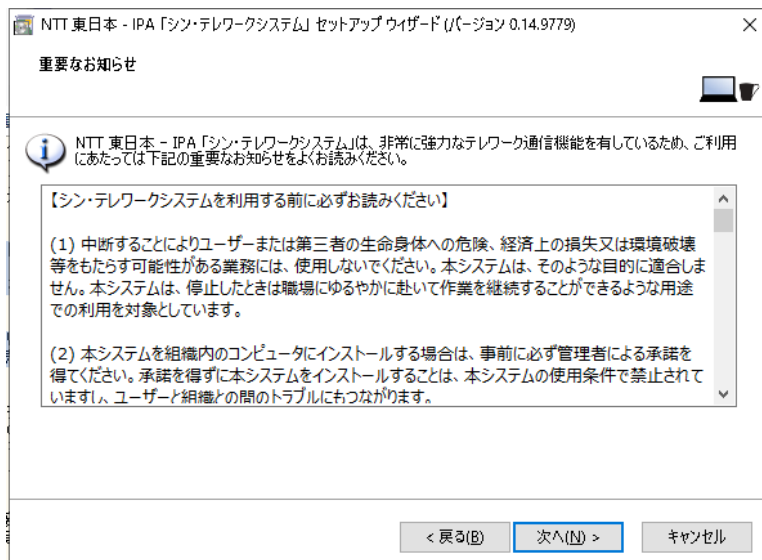 NTT 東日本 - IPA 「シン・テレワークシステム」 セットアップ ウィザード (バージョン 0.14.9779)
重要なお知らせ
NTT 東日本 - IPA 「シン・テレワークシステム」は、非常に強力なテレワーク通信機能を有しているため、ご利用
にあたっては下記の重要なお知らせをよくお読みください。
【シン・テレワークシステムを利用する前に必ずお読みください】
(1) 中断することによりユーザーまたは第三者の生命身体への危険、経済上の損失又は環境破壊
等をもたらす可能性がある業務には、使用しないでください。本システムは、そのような目的に適合しま
せん。本システムは、停止したときは職場にゆるやかに赴いて作業を継続することができるような用途
での利用を対象としています。
(2) 本システムを組織内のコンピュータにインストールする場合は、事前に必ず管理者による承諾を
得てください。承諾を得ずに本システムをインストールすることは、本システムの使用条件で禁止されて
いますし、ユーザーと組織との間のトラブルにもつながります。
< 戻る(B) 次へ(N) > キャンセル